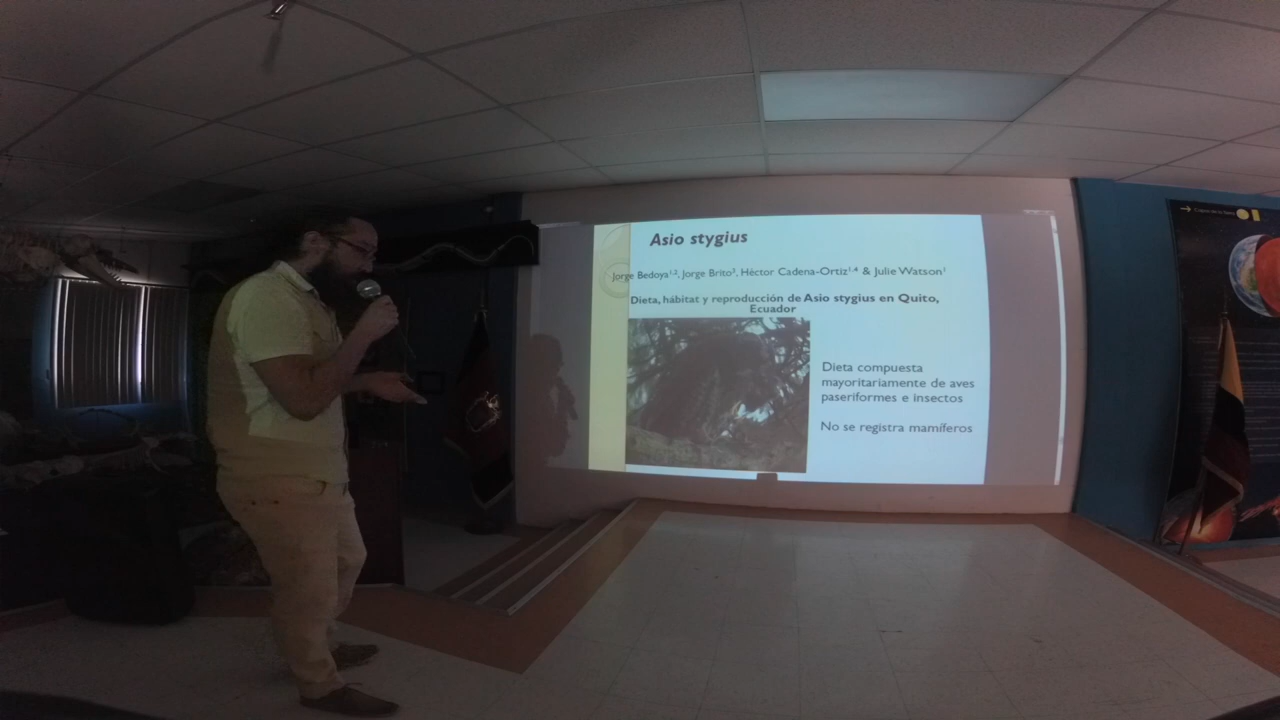 Asio stygius
Jorge Bedoya¹·², Jorge Brito³, Héctor Cadena-Ortiz¹·⁴ & Julie Watson¹
Dieta, hábitat y reproducción de Asio stygius en Quito,
Ecuador
Dieta compuesta
mayoritariamente de aves
paseriformes e insectos
No se registra mamíferos